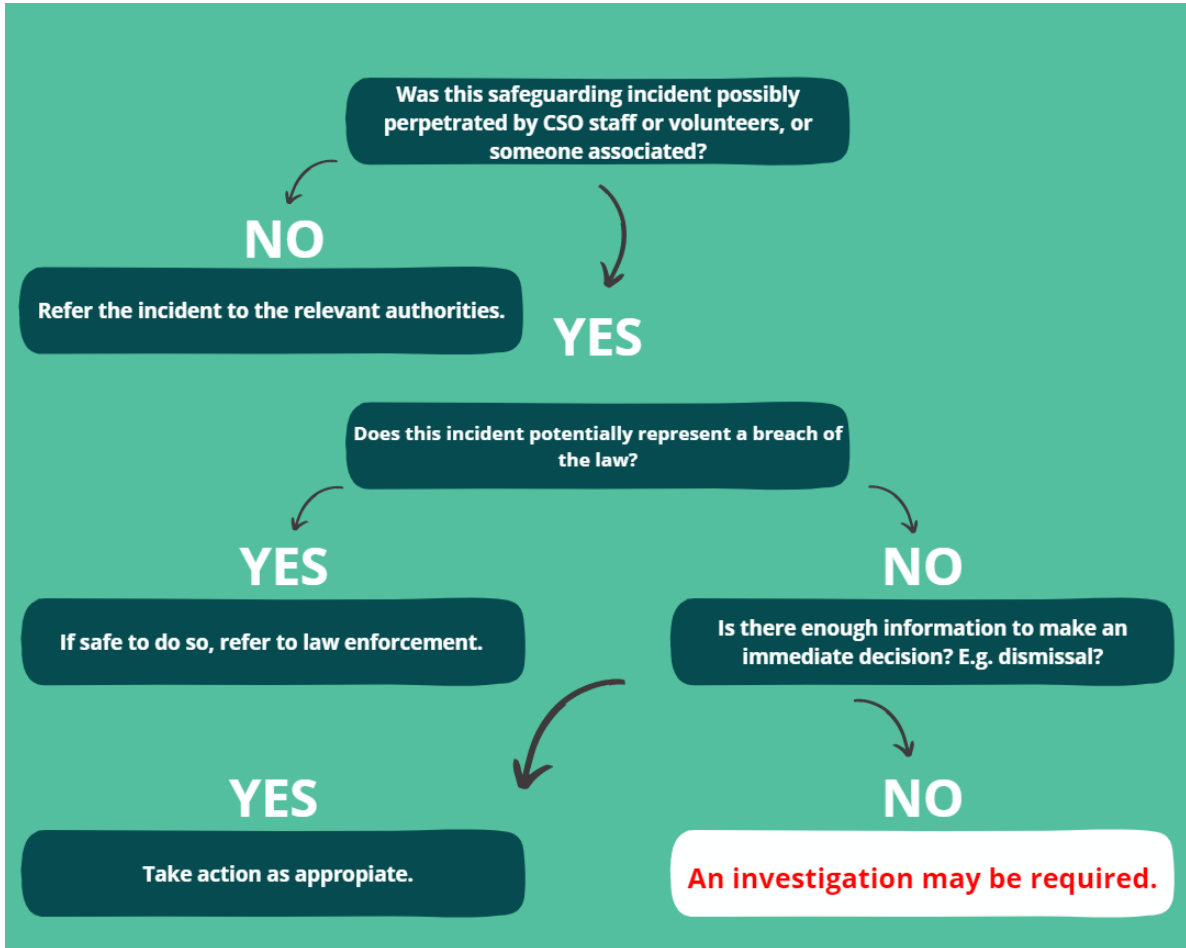 Was this safeguarding incident possibly
perpetrated by CSO staff or volunteers, or
someone associated?
NO
Refer the incident to the relevant authorities.
YES
Does this incident potentially represent a breach of
the law?
YES
If safe to do so, refer to law enforcement.
NO
Is there enough information to make an
immediate decision? E.g. dismissal?
YES
Take action as appropiate.
NO
An investigation may be required.